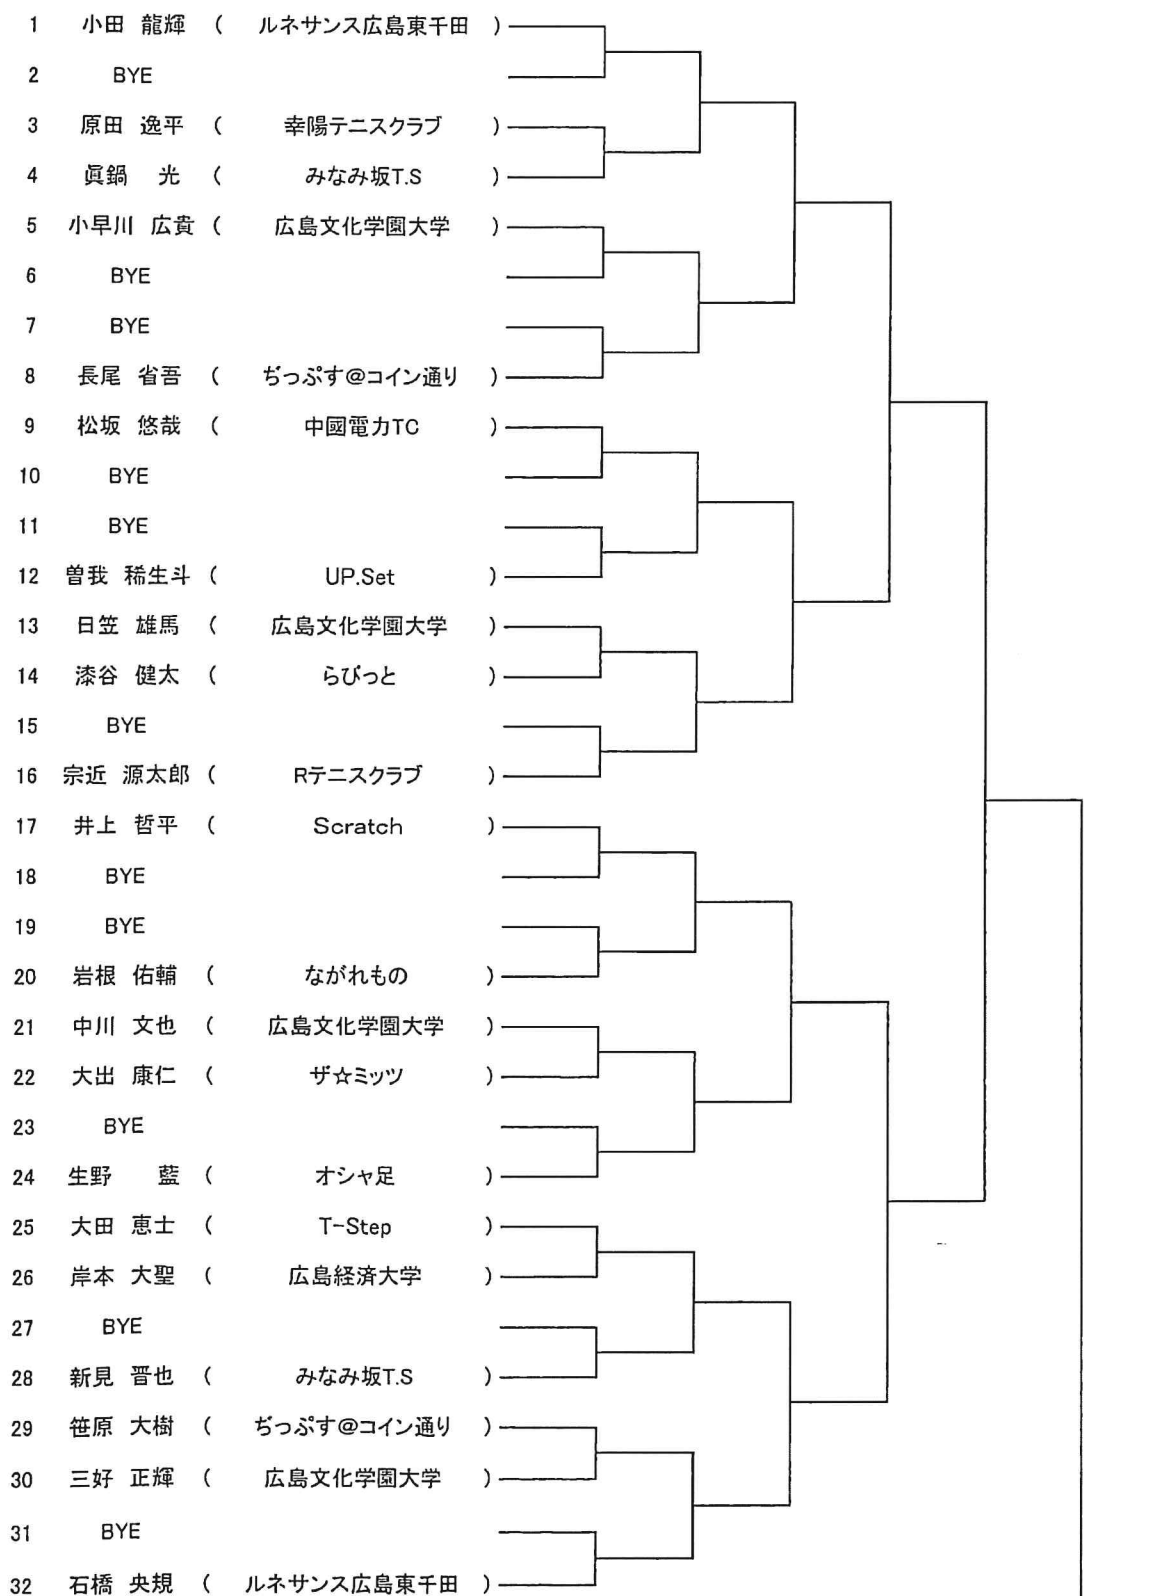 1 小田 龍輝 ( ルネサンス広島東千田 )
2 BYE
3 原田 逸平 ( 幸陽テニスクラブ )
4 眞鍋 光 ( みなみ坂T.S )
5 小早川 広貴 ( 広島文化学園大学 )
6 BYE
7 BYE
8 長尾 省吾 ( ぢっぷす@コイン通り )
9 松坂 悠哉 ( 中國電力TC )
10 BYE
11 BYE
12 曽我 稀生斗 ( UP.Set )
13 日笠 雄馬 ( 広島文化学園大学 )
14 漆谷 健太 ( らぴっと )
15 BYE
16 宗近 源太郎 ( Rテニスクラブ )
17 井上 哲平 ( Scratch )
18 BYE
19 BYE
20 岩根 佑輔 ( ながれもの )
21 中川 文也 ( 広島文化学園大学 )
22 大出 康仁 ( ザ☆ミッツ )
23 BYE
24 生野 藍 ( オシャ足 )
25 大田 恵士 ( T-Step )
26 岸本 大聖 ( 広島経済大学 )
27 BYE
28 新見 晋也 ( みなみ坂T.S )
29 笹原 大樹 ( ぢっぷす@コイン通り )
30 三好 正輝 ( 広島文化学園大学 )
31 BYE
32 石橋 央規 ( ルネサンス広島東千田 )